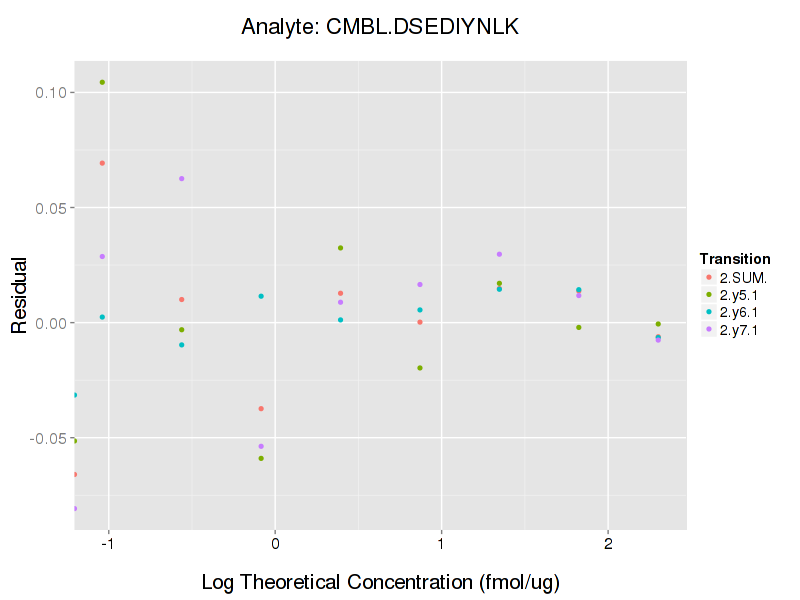 Analyte: CMBL.DSEDIYNLK
0.10
0.05
0.00
-0.05
Residual
-1 0 1 2
Log Theoretical Concentration (fmol/ug)
Transition
2.SUM.
2.y5.1
2.y6.1
2.y7.1